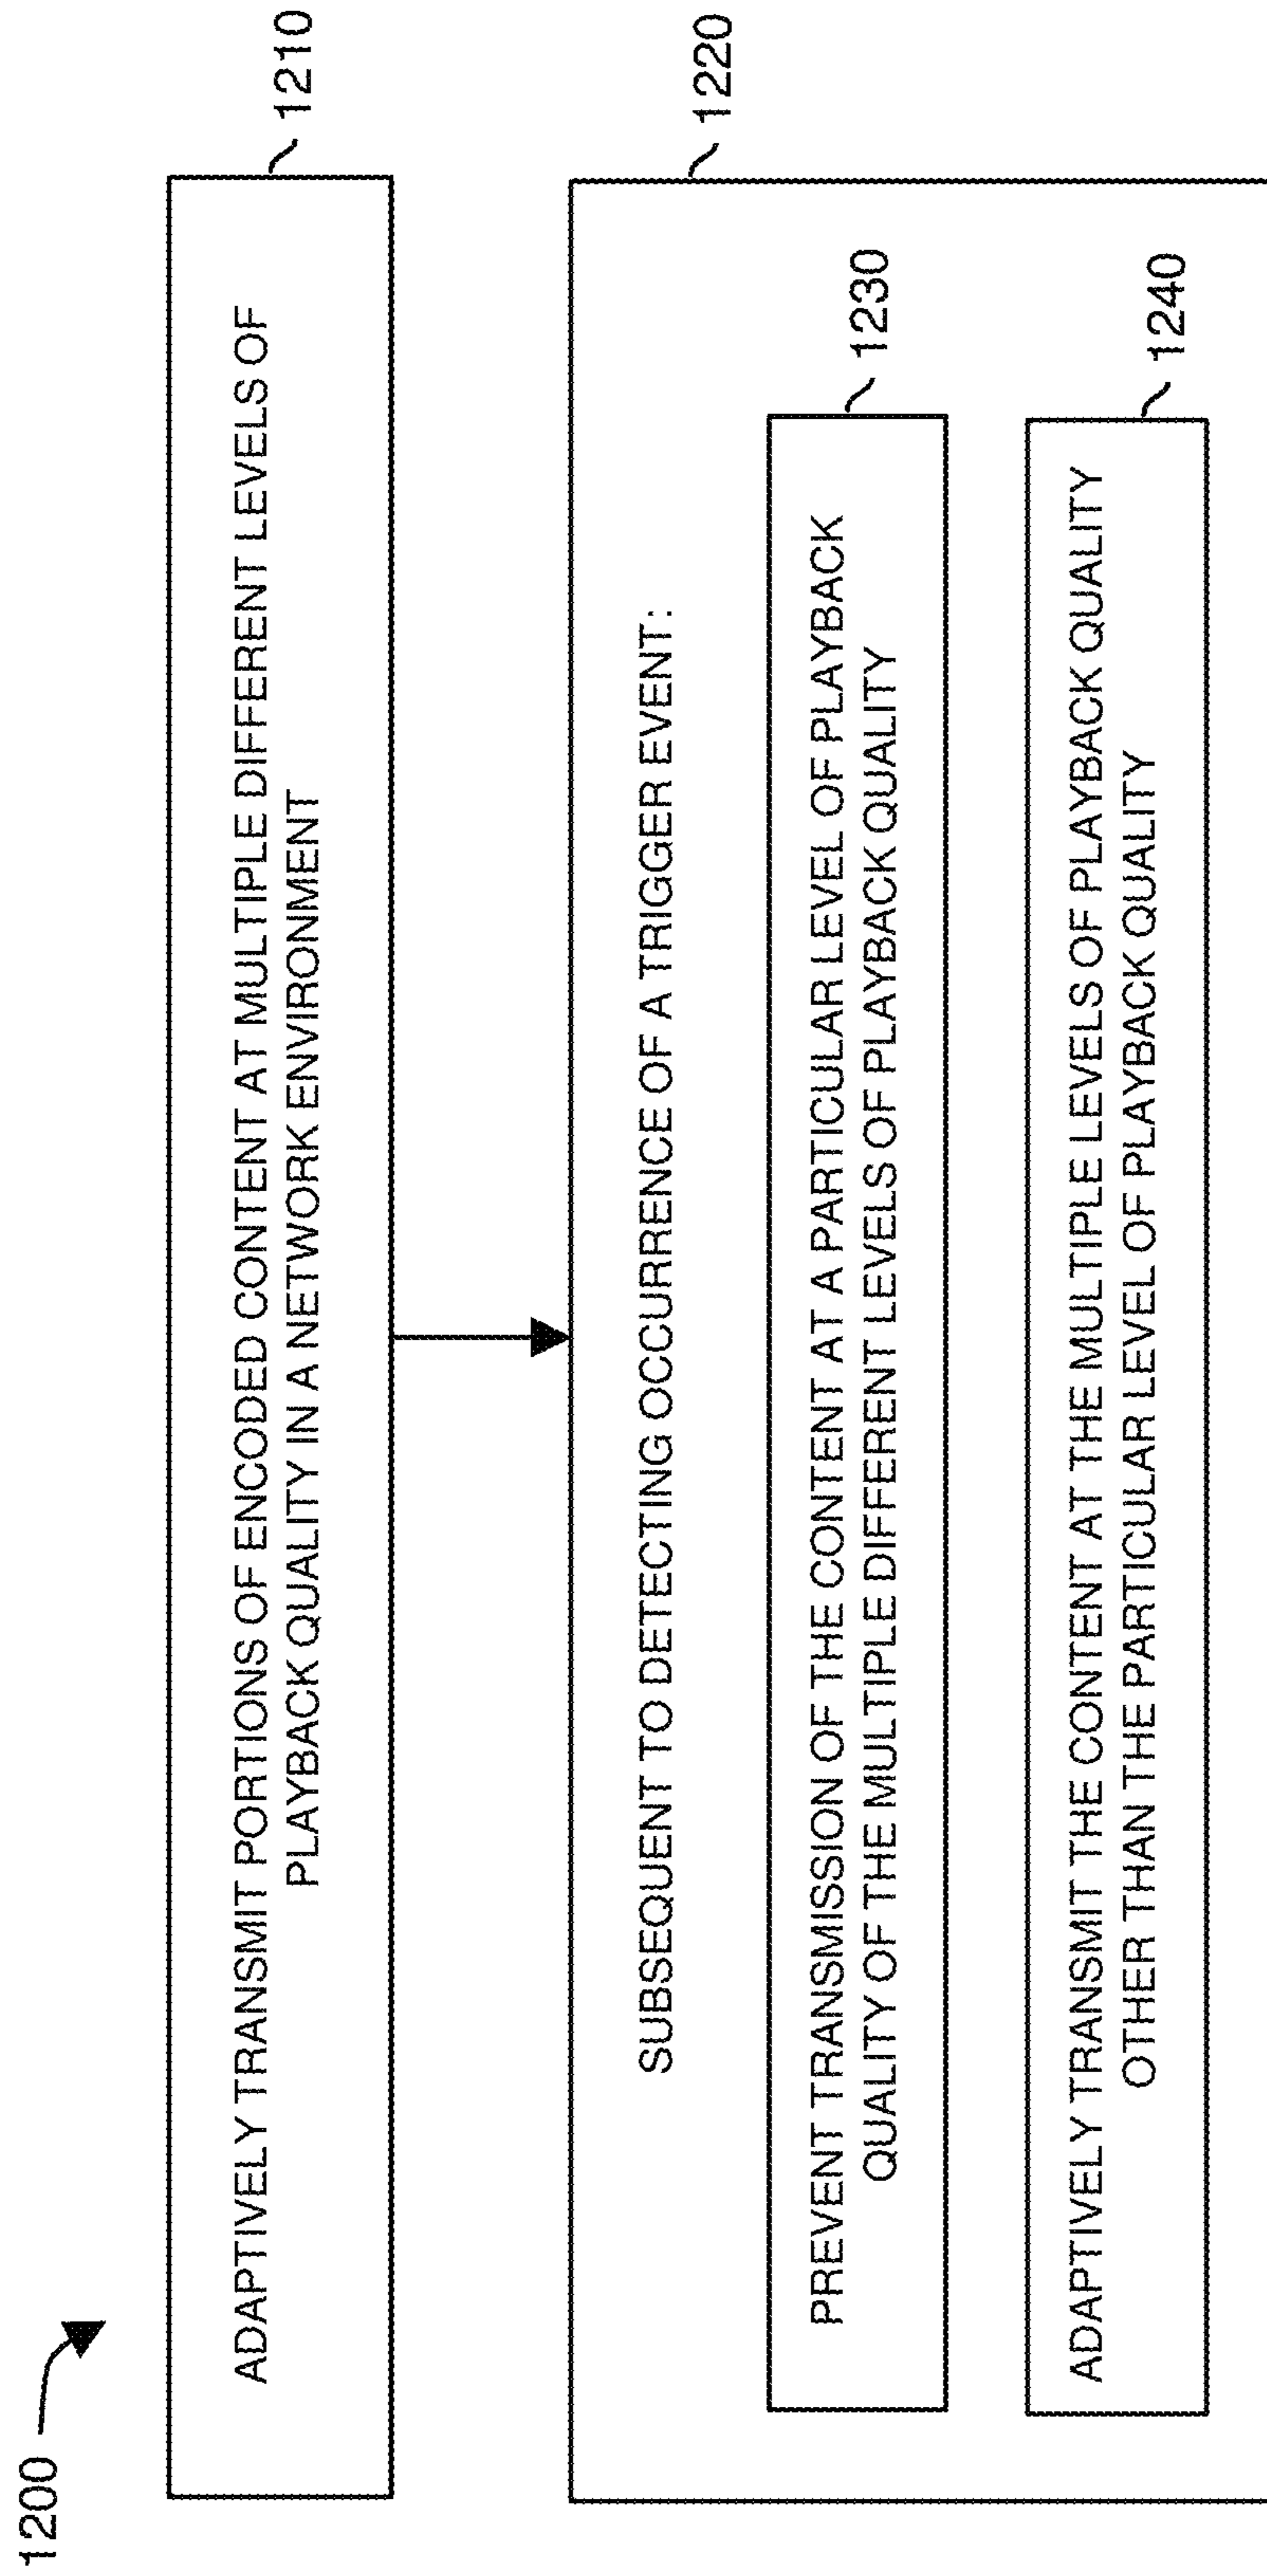 1200
ADAPTIVELY TRANSMIT PORTIONS OF ENCODED CONTENT AT MULTIPLE DIFFERENT LEVELS OF
PLAYBACK QUALITY IN A NETWORK ENVIRONMENT
1210
1220
SUBSEQUENT TO DETECTING OCCURRENCE OF A TRIGGER EVENT:
PREVENT TRANSMISSION OF THE CONTENT AT A PARTICULAR LEVEL OF PLAYBACK
QUALITY OF THE MULTIPLE DIFFERENT LEVELS OF PLAYBACK QUALITY
1230
ADAPTIVELY TRANSMIT THE CONTENT AT THE MULTIPLE LEVELS OF PLAYBACK QUALITY
OTHER THAN THE PARTICULAR LEVEL OF PLAYBACK QUALITY
1240